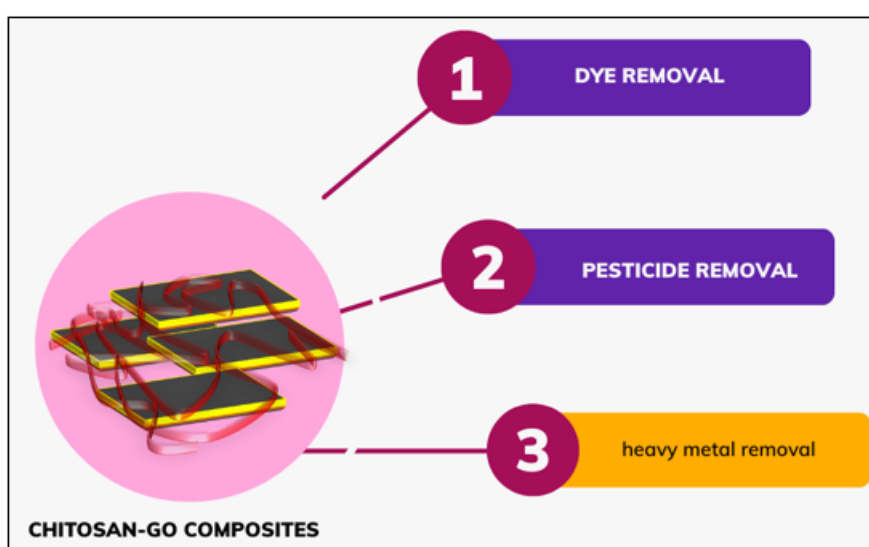 1
DYE REMOVAL
2
PESTICIDE REMOVAL
3
heavy metal removal
CHITOSAN-GO COMPOSITES